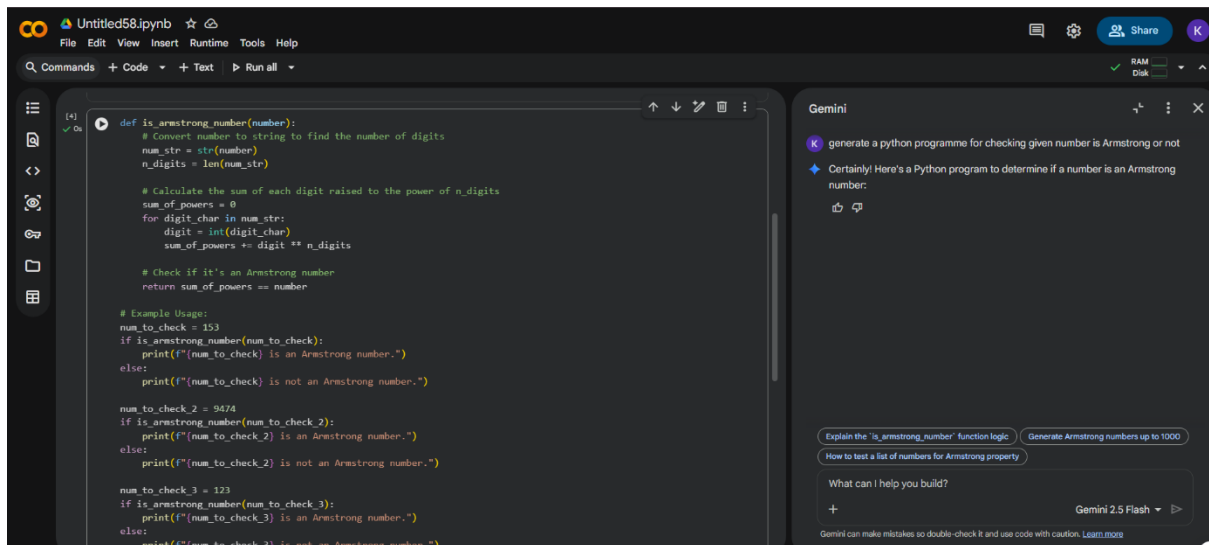 Untitled58.ipynb
File Edit View Insert Runtime Tools Help
Share
K
Commands + Code + Text Run all
RAM
Disk
[4]
0s
def is_armstrong_number(number):
    # Convert number to string to find the number of digits
    num_str = str(number)
    n_digits = len(num_str)
    # Calculate the sum of each digit raised to the power of n_digits
    sum_of_powers = 0
    for digit_char in num_str:
        digit = int(digit_char)
        sum_of_powers += digit ** n_digits
    # Check if it's an Armstrong number
    return sum_of_powers == number
# Example Usage:
num_to_check = 153
if is_armstrong_number(num_to_check):
    print(f"{num_to_check} is an Armstrong number.")
else:
    print(f"{num_to_check} is not an Armstrong number.")
num_to_check_2 = 9474
if is_armstrong_number(num_to_check_2):
    print(f"{num_to_check_2} is an Armstrong number.")
else:
    print(f"{num_to_check_2} is not an Armstrong number.")
num_to_check_3 = 123
if is_armstrong_number(num_to_check_3):
    print(f"{num_to_check_3} is an Armstrong number.")
else:
    print(f"{num_to_check_3} is not an Armstrong number.")
Gemini
K generate a python programme for checking given number is Armstrong or not
Certainly! Here's a Python program to determine if a number is an Armstrong
number:
Explain the `is_armstrong_number` function logic
Generate Armstrong numbers up to 1000
How to test a list of numbers for Armstrong property
What can I help you build?
+ Gemini 2.5 Flash
Gemini can make mistakes so double-check it and use code with caution. Learn more